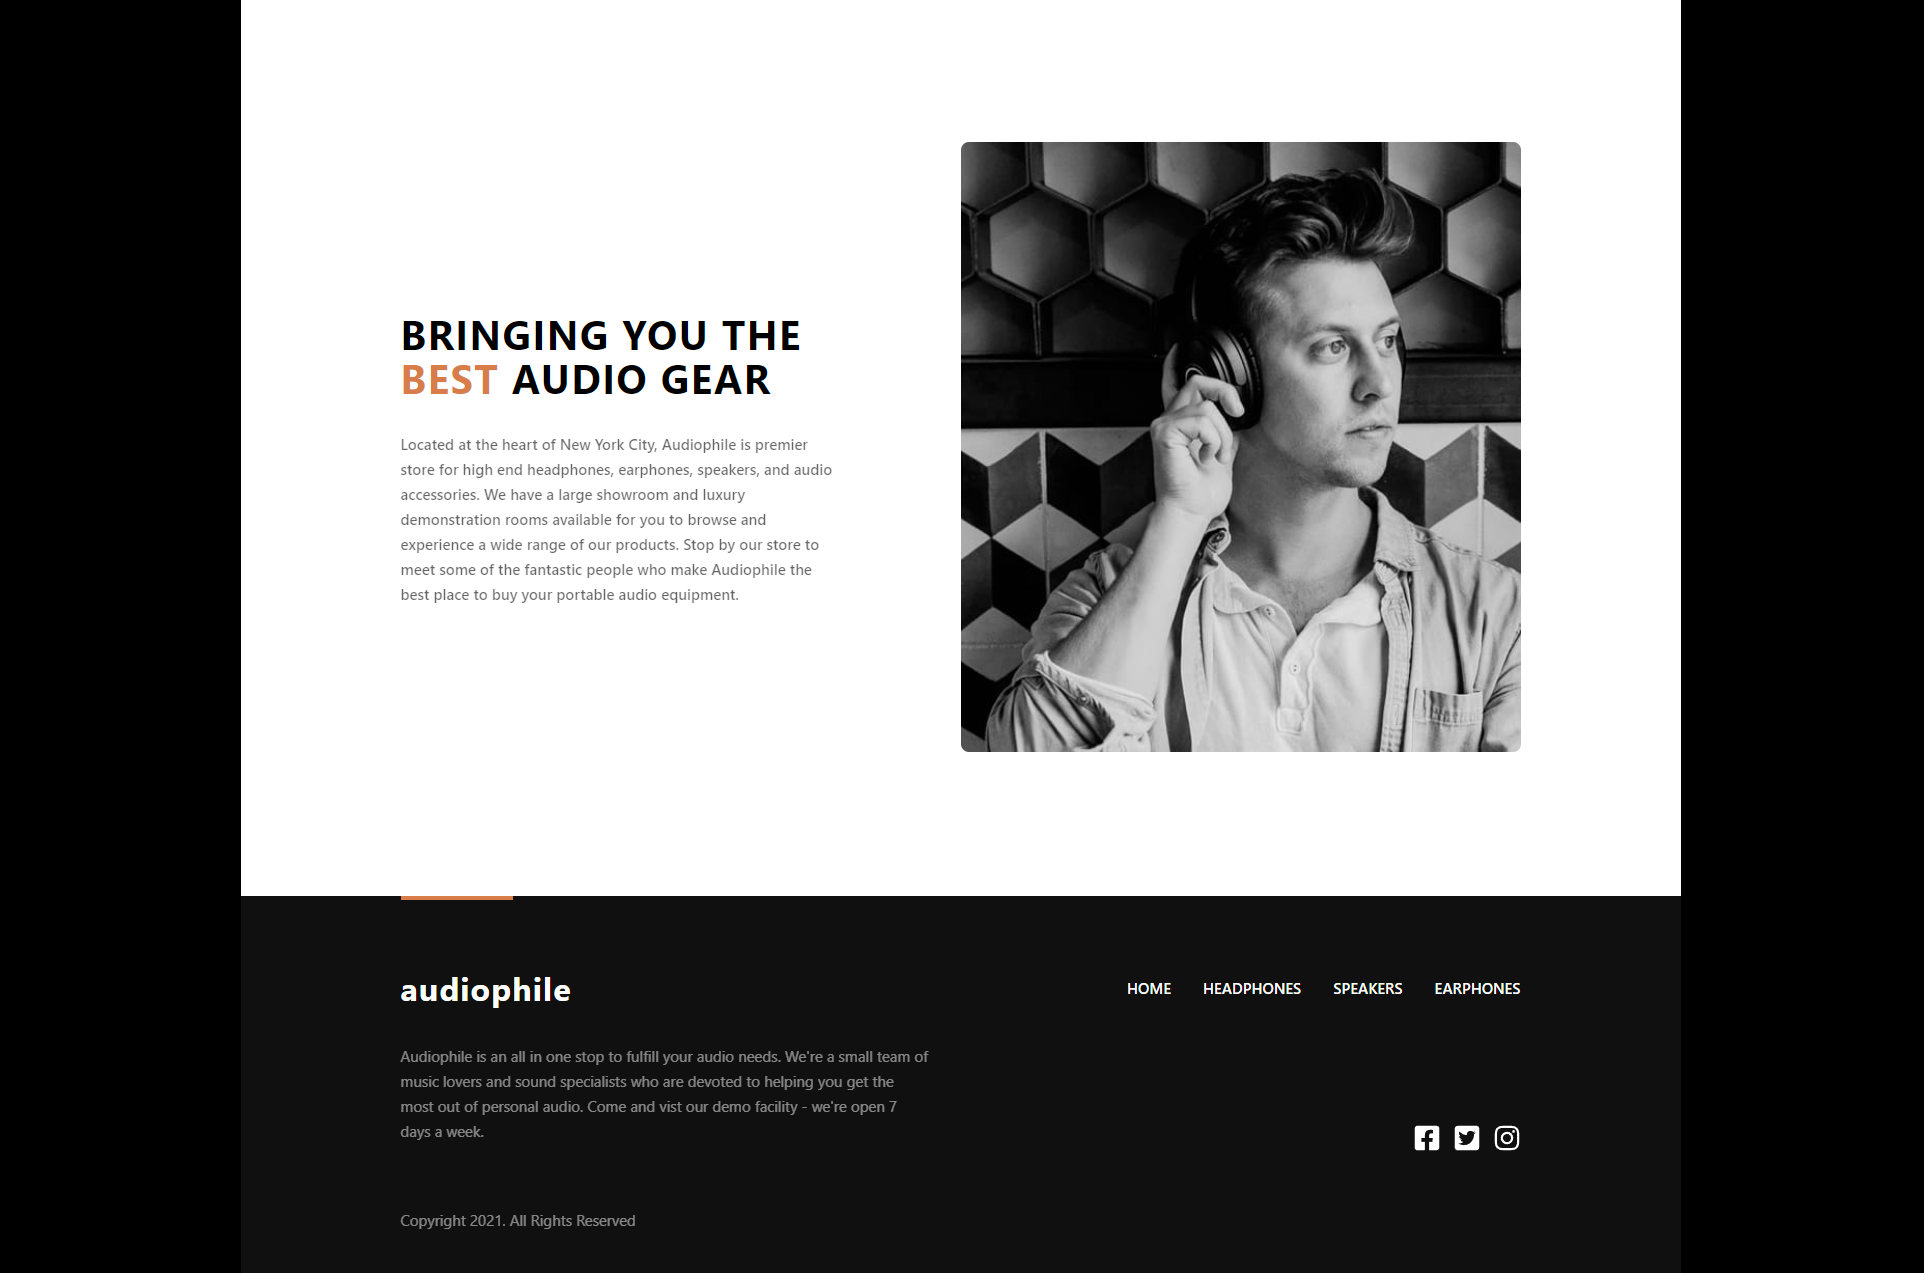 BRINGING YOU THE
BEST AUDIO GEAR
Located at the heart of New York City, Audiophile is premier
store for high end headphones, earphones, speakers, and audio
accessories. We have a large showroom and luxury
demonstration rooms available for you to browse and
experience a wide range of our products. Stop by our store to
meet some of the fantastic people who make Audiophile the
best place to buy your portable audio equipment.
audiophile
HOME HEADPHONES SPEAKERS EARPHONES
Audiophile is an all in one stop to fulfill your audio needs. We're a small team of
music lovers and sound specialists who are devoted to helping you get the
most out of personal audio. Come and vist our demo facility - we're open 7
days a week.
Copyright 2021. All Rights Reserved